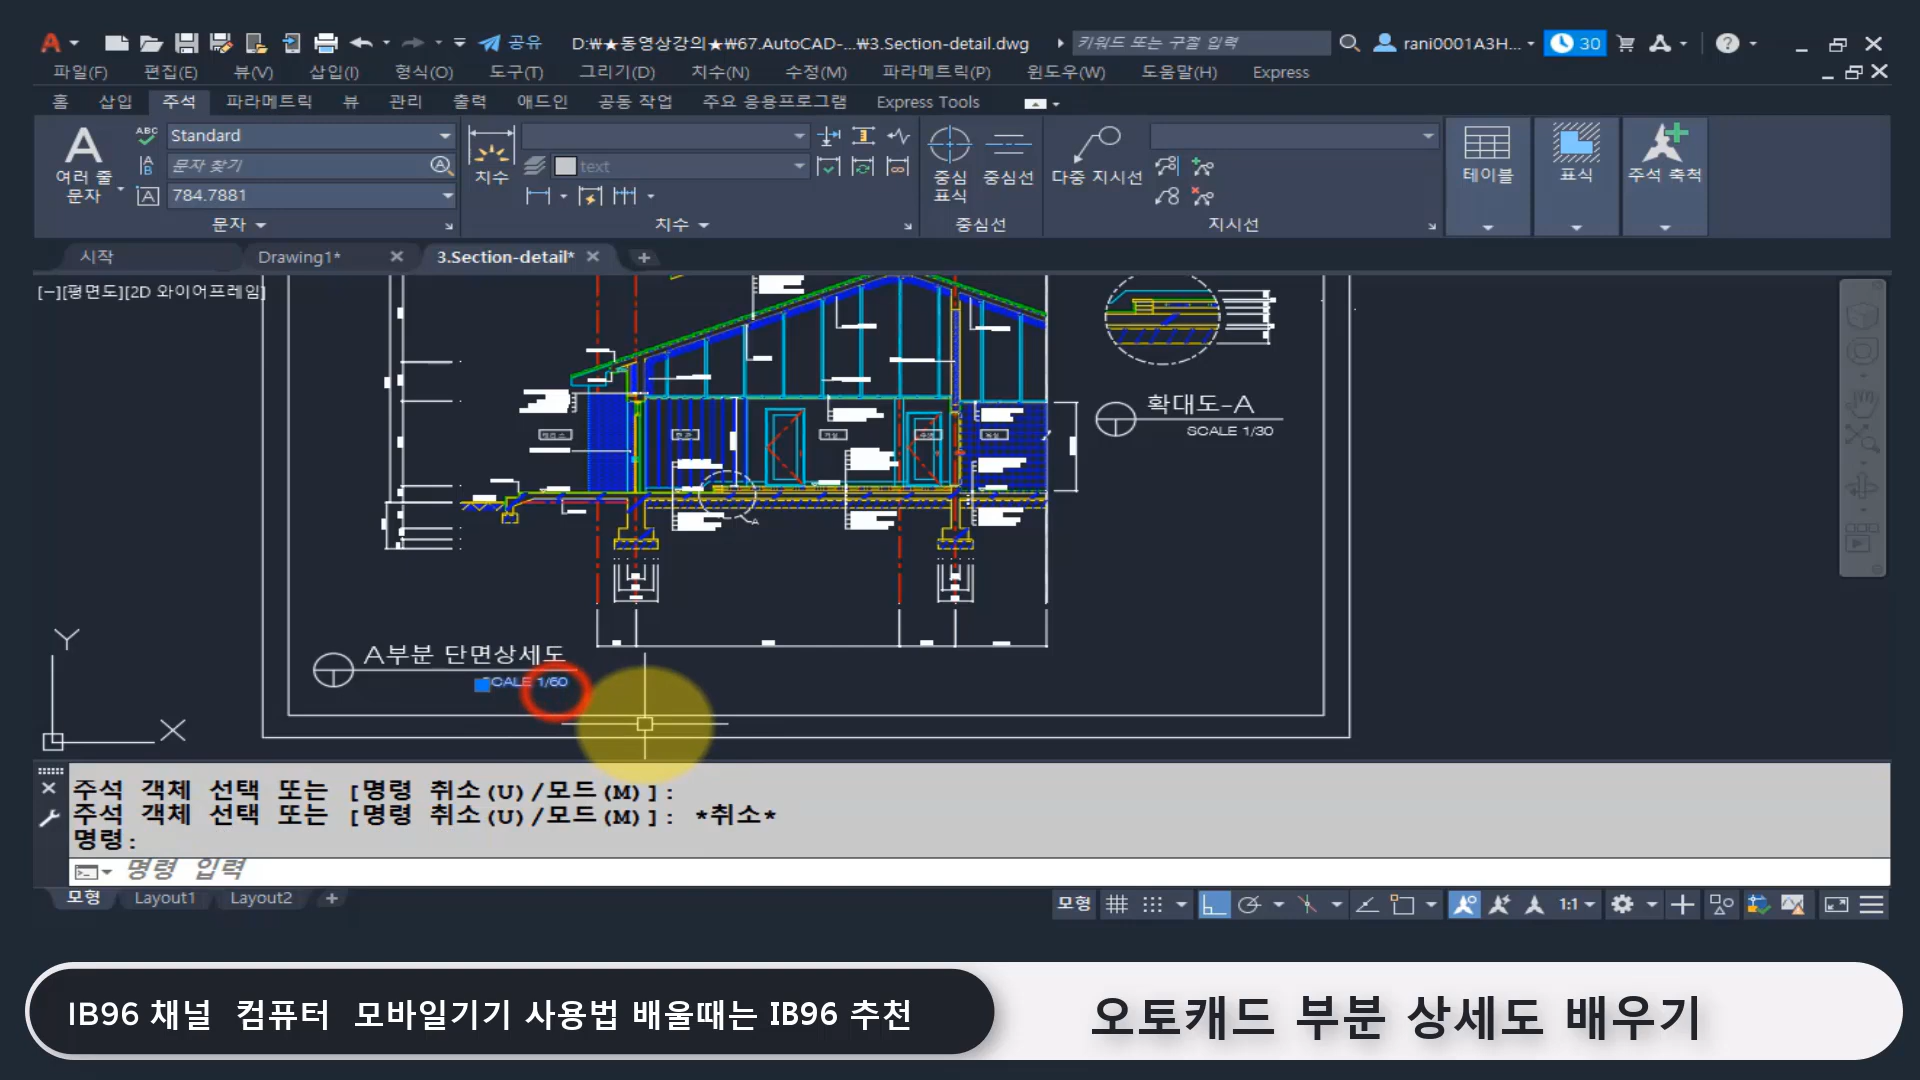 공유
D:₩★동영상강의★₩67.AutoCAD-...₩3.Section-detail.dwg
키워드 또는 구절 입력
rani0001A3H...
30
파일(F) 편집(E) 뷰(V) 삽입(I) 형식(O) 도구(T) 그리기(D) 치수(N) 수정(M) 파라메트릭(P) 윈도우(W) 도움말(H) Express
홈 삽입 주석 파라메트릭 뷰 관리 출력 애드인 공동 작업 주요 응용프로그램 Express Tools
여러 줄 문자
Standard
문자 찾기
784.7881
문자
치수
text
치수
중심 표식
중심선
중심선
다중 지시선
지시선
테이블
표식
주석 축척
시작
Drawing1*
3.Section-detail*
[−][평면도][2D 와이어프레임]
확대도-A
SCALE 1/30
A부분 단면상세도
SCALE 1/60
A
Y
X
주석 객체 선택 또는 [명령 취소(U)/모드(M)]:
주석 객체 선택 또는 [명령 취소(U)/모드(M)]: *취소*
명령:
명령 입력
모형 Layout1 Layout2 +
모형
1:1
IB96 채널 컴퓨터 모바일기기 사용법 배울때는 IB96 추천
오토캐드 부분 상세도 배우기